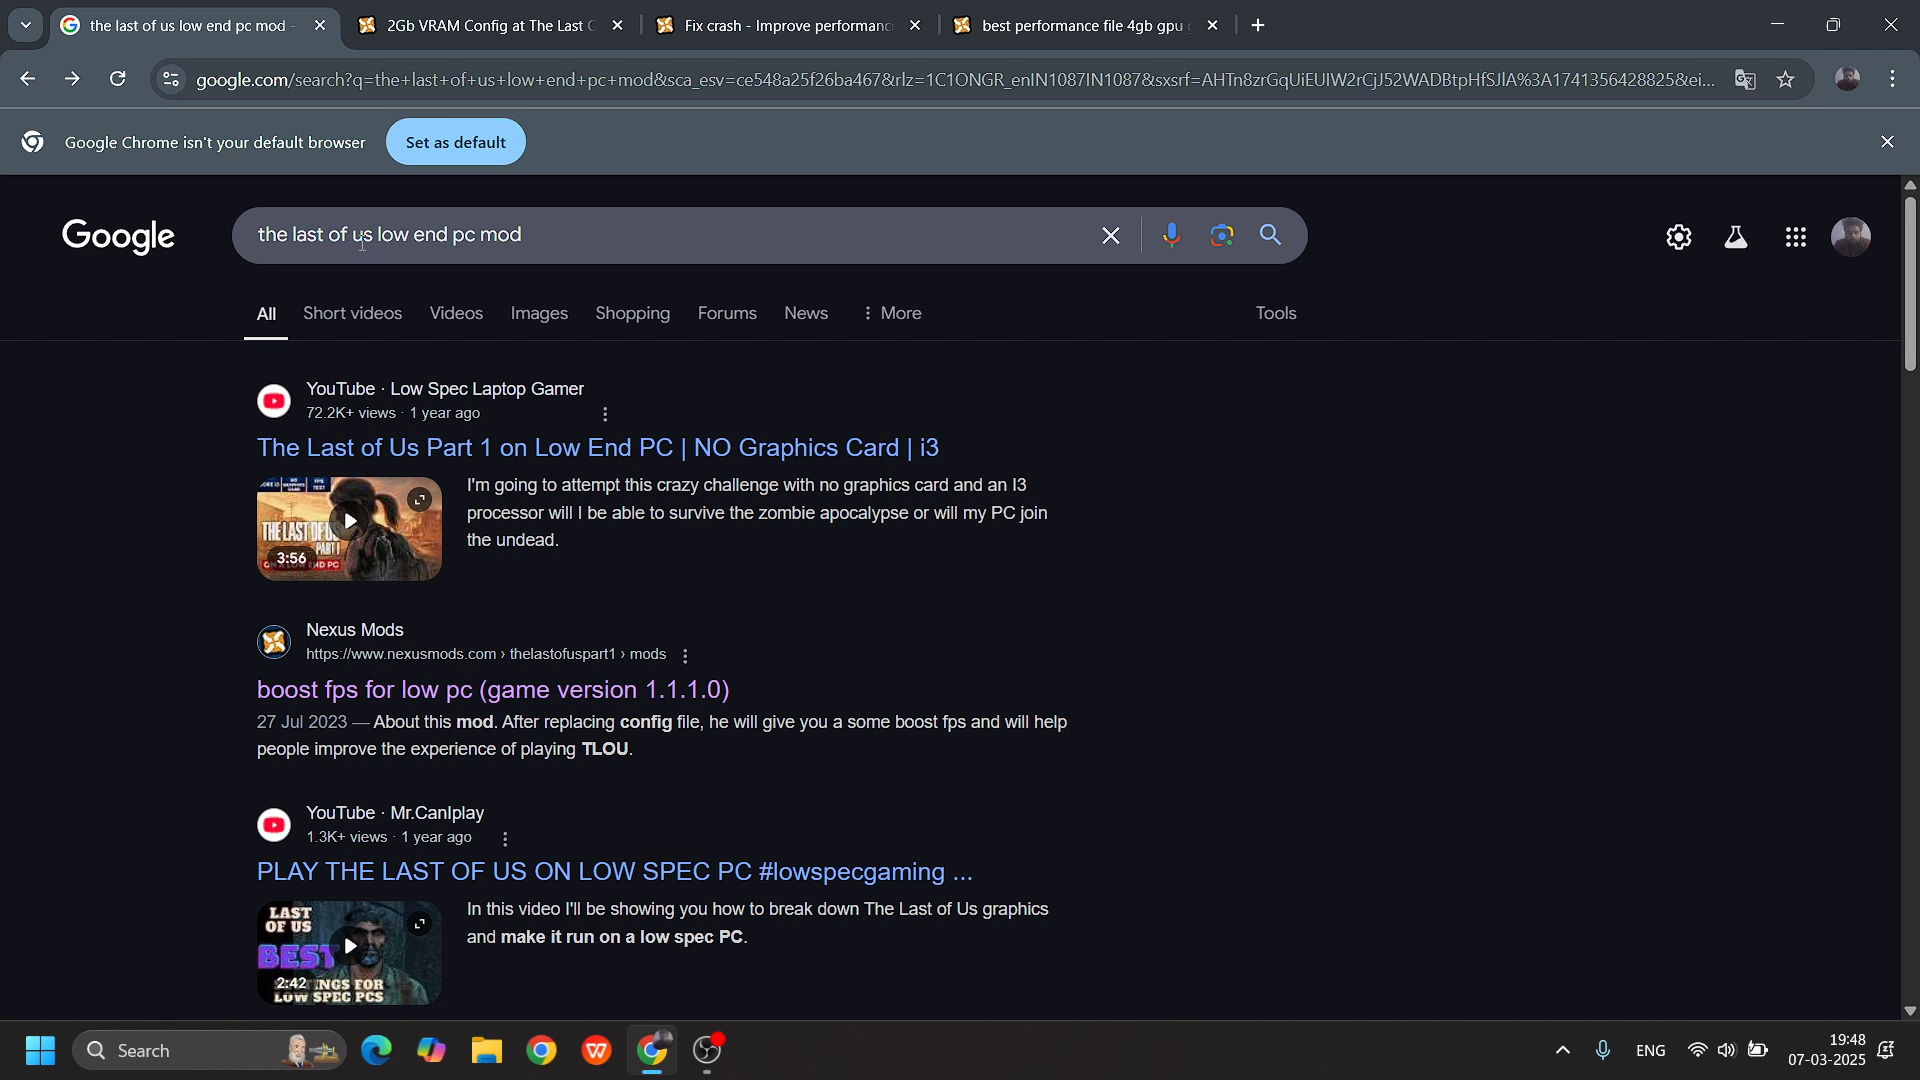 the last of us low end pc mod -
2Gb VRAM Config at The Last O
Fix crash - Improve performanc
best performance file 4gb gpu
google.com/search?q=the+last+of+us+low+end+pc+mod&sca_esv=ce548a25f26ba467&rlz=1C1ONGR_enIN1087IN1087&sxsrf=AHTn8zrGqUiEUIW2rCjJ52WADBtpHfSJlA%3A1741356428825&ei...
Google Chrome isn't your default browser
Set as default
Google
the last of us low end pc mod
All
Short videos
Videos
Images
Shopping
Forums
News
More
Tools
YouTube · Low Spec Laptop Gamer
72.2K+ views · 1 year ago
The Last of Us Part 1 on Low End PC | NO Graphics Card | i3
THE LAST OF US
PART I
3:56
I'm going to attempt this crazy challenge with no graphics card and an I3
processor will I be able to survive the zombie apocalypse or will my PC join
the undead.
Nexus Mods
https://www.nexusmods.com › thelastofuspart1 › mods
boost fps for low pc (game version 1.1.1.0)
27 Jul 2023 — About this mod. After replacing config file, he will give you a some boost fps and will help
people improve the experience of playing TLOU.
YouTube · Mr.CanIplay
1.3K+ views · 1 year ago
PLAY THE LAST OF US ON LOW SPEC PC #lowspecgaming ...
LAST
OF US
BEST
2:42
INGS FOR
LOW SPEC PCS
In this video I'll be showing you how to break down The Last of Us graphics
and make it run on a low spec PC.
Search
ENG
19:48
07-03-2025